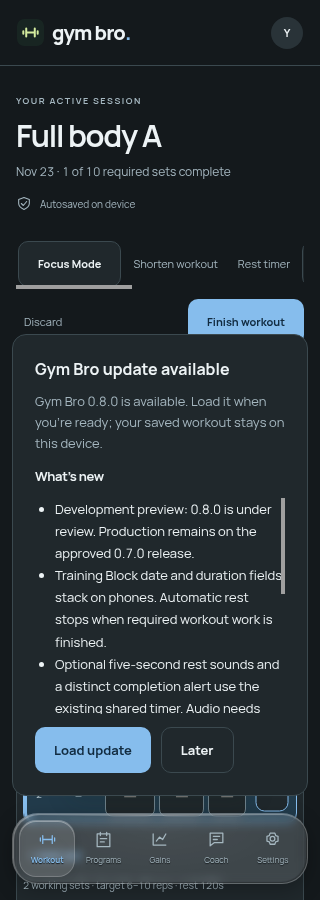 gym bro.
Y
YOUR ACTIVE SESSION
Full body A
Nov 23 · 1 of 10 required sets complete
Autosaved on device
Focus Mode
Shorten workout
Rest timer
Discard
Finish workout
Gym Bro update available
Gym Bro 0.8.0 is available. Load it when
you're ready; your saved workout stays on
this device.
What's new
• Development preview: 0.8.0 is under
review. Production remains on the
approved 0.7.0 release.
• Training Block date and duration fields
stack on phones. Automatic rest
stops when required workout work is
finished.
• Optional five-second rest sounds and
a distinct completion alert use the
existing shared timer. Audio needs
Load update
Later
Workout
Programs
Gains
Coach
Settings
2 working sets · target 6–10 reps · rest 120s